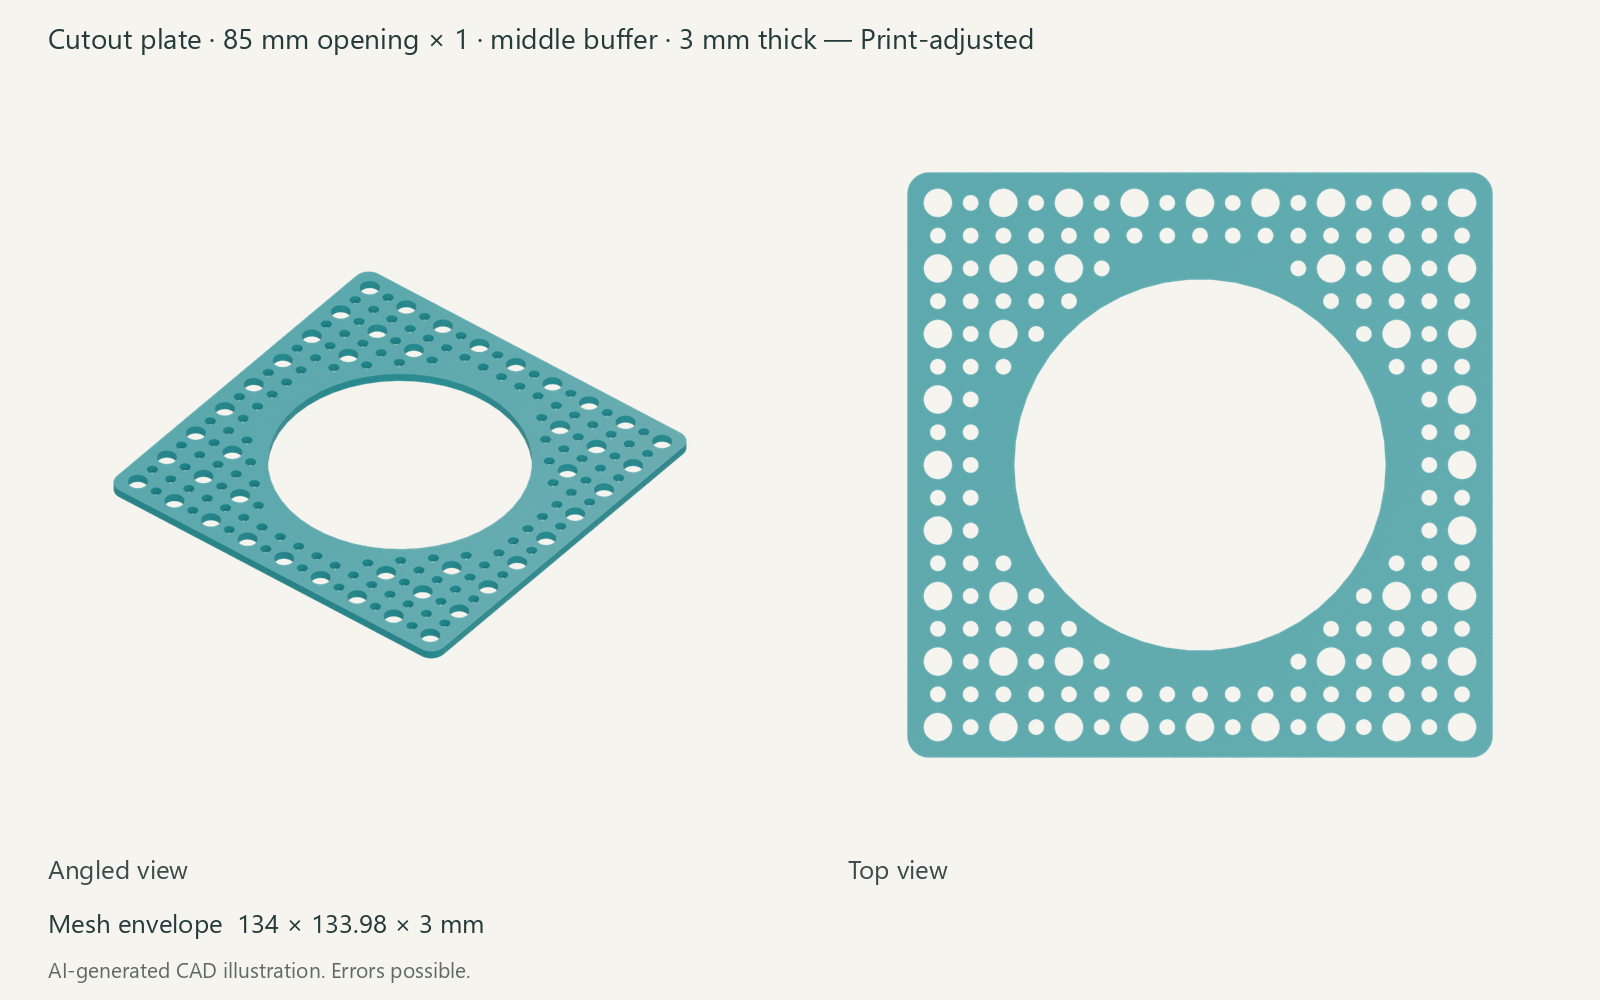 Cutout plate · 85 mm opening × 1 · middle buffer · 3 mm thick — Print-adjusted
Angled view
Top view
Mesh envelope 134 × 133.98 × 3 mm
AI-generated CAD illustration. Errors possible.